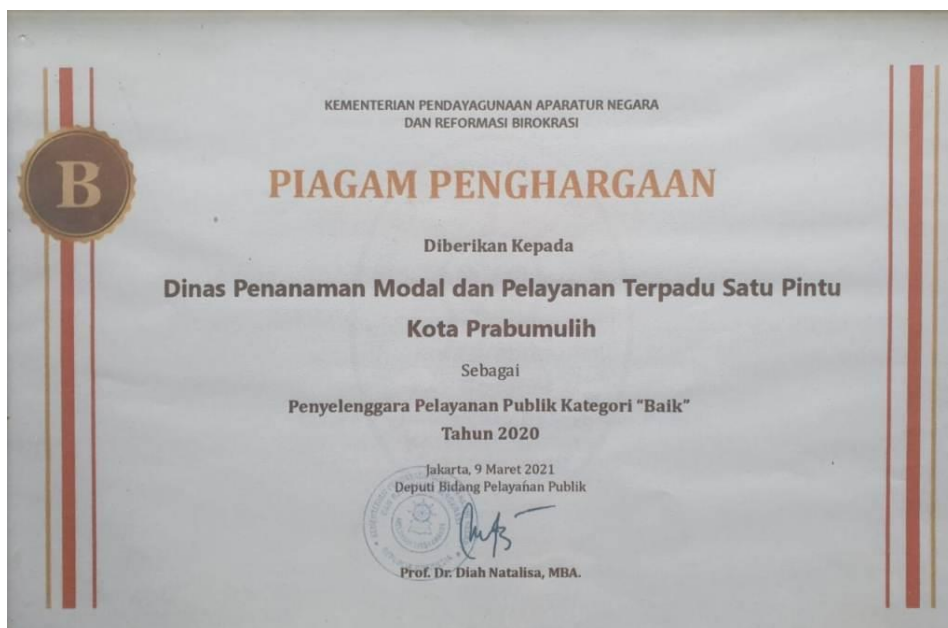 KEMENTERIAN PENDAYAGUNAAN APARATUR NEGARA
DAN REFORMASI BIROKRASI
B
PIAGAM PENGHARGAAN
Diberikan Kepada
Dinas Penanaman Modal dan Pelayanan Terpadu Satu Pintu
Kota Prabumulih
Sebagai
Penyelenggara Pelayanan Publik Kategori “Baik”
Tahun 2020
Jakarta, 9 Maret 2021
Deputi Bidang Pelayanan Publik
Prof. Dr. Diah Natalisa, MBA.